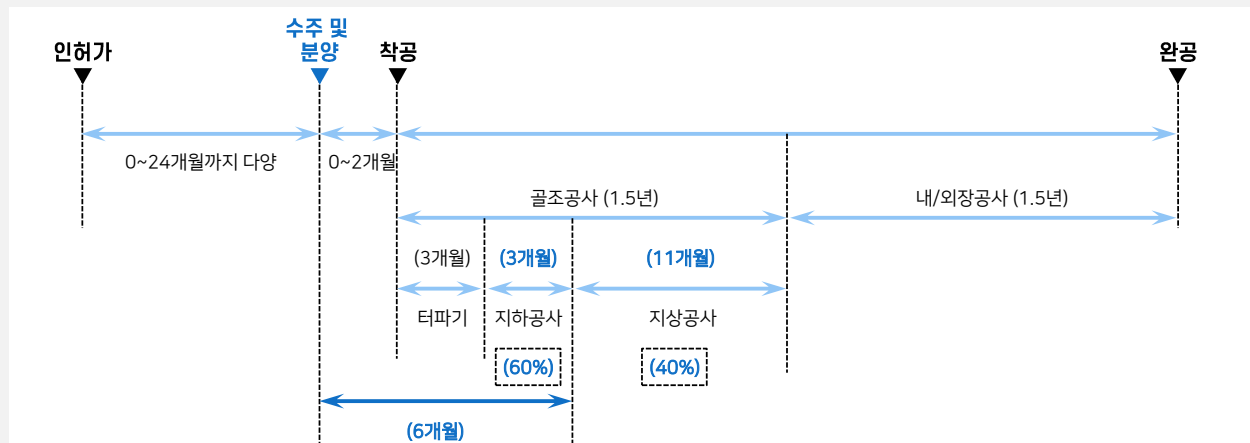 수주 및
분양
인허가
착공
완공
0~24개월까지 다양
0~2개월
골조공사 (1.5년)
내/외장공사 (1.5년)
(3개월)
(3개월)
(11개월)
터파기
지하공사
지상공사
(60%)
(40%)
(6개월)